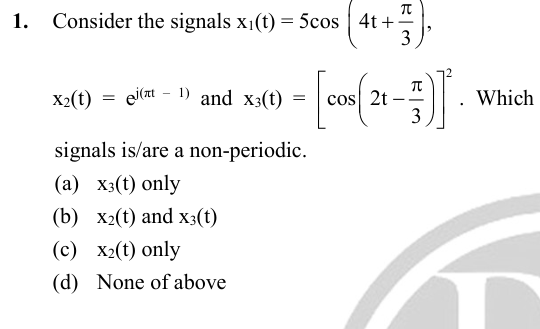 1. Consider the signals x₁(t) = 5cos (4t + π/3),
x₂(t) = e^{j(πt − 1)} and x₃(t) = [cos(2t − π/3)]². Which
signals is/are a non-periodic.
(a) x₃(t) only
(b) x₂(t) and x₃(t)
(c) x₂(t) only
(d) None of above